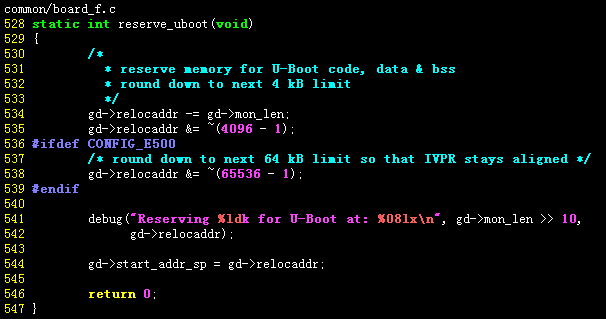 common/board_f.c
528 static int reserve_uboot(void)
529 {
530         /*
531          * reserve memory for U-Boot code, data & bss
532          * round down to next 4 kB limit
533          */
534         gd->relocaddr -= gd->mon_len;
535         gd->relocaddr &= ~(4096 - 1);
536 #ifdef CONFIG_E500
537         /* round down to next 64 kB limit so that IVPR stays aligned */
538         gd->relocaddr &= ~(65536 - 1);
539 #endif
540
541         debug("Reserving %ldk for U-Boot at: %08lx\n", gd->mon_len >> 10,
542               gd->relocaddr);
543
544         gd->start_addr_sp = gd->relocaddr;
545
546         return 0;
547 }